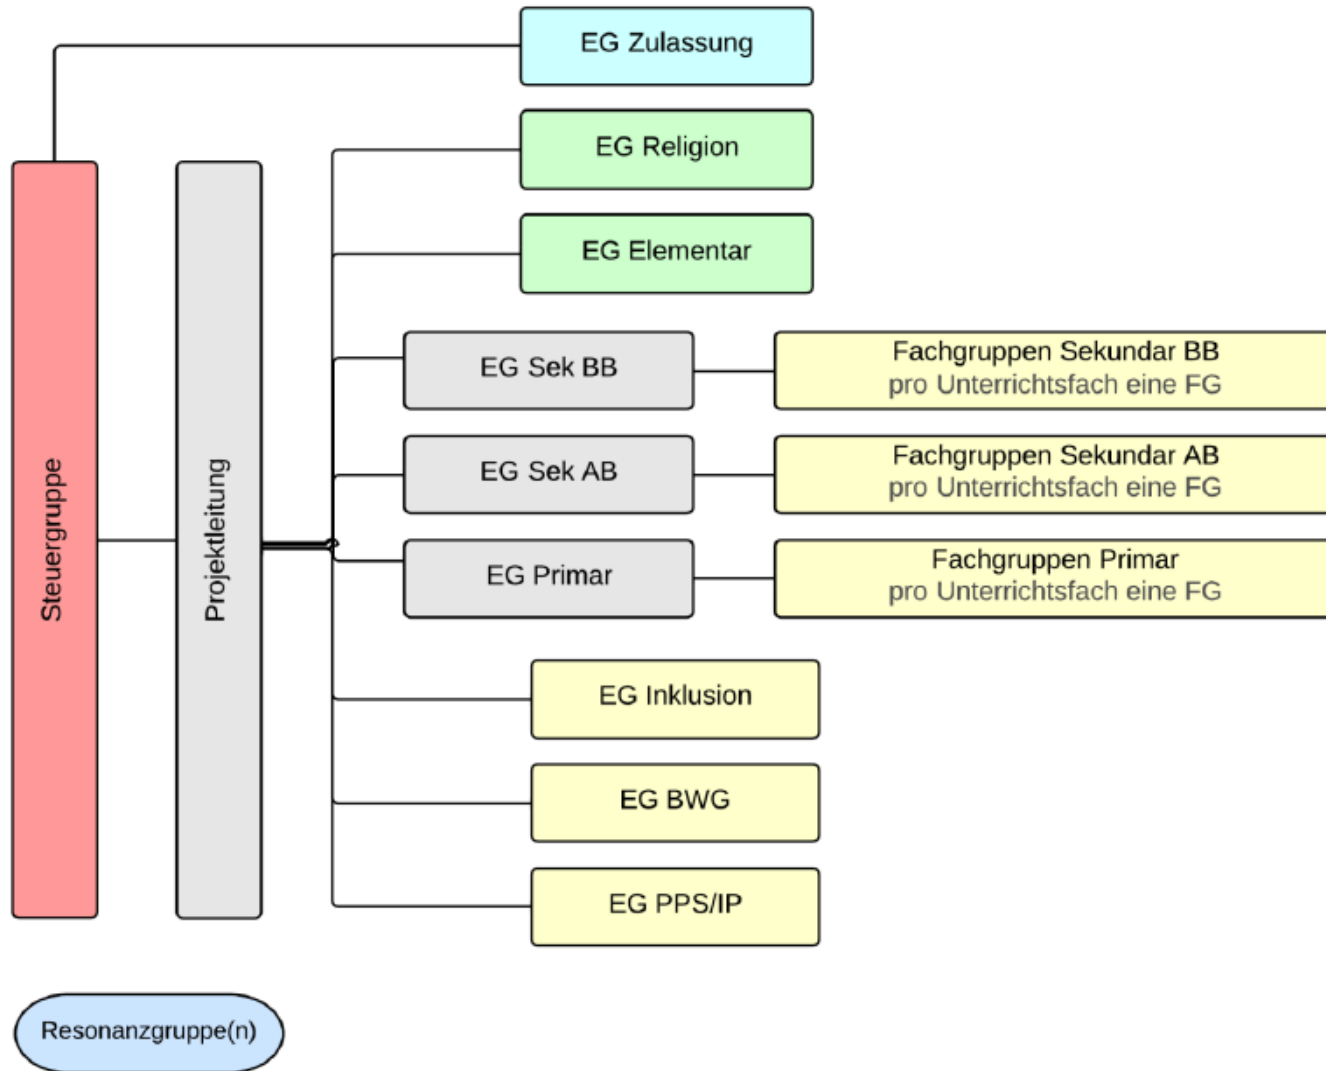 EG Zulassung
EG Religion
EG Elementar
EG Sek BB
Fachgruppen Sekundar BB
pro Unterrichtsfach eine FG
EG Sek AB
Fachgruppen Sekundar AB
pro Unterrichtsfach eine FG
Steuergruppe
Projektleitung
EG Primar
Fachgruppen Primar
pro Unterrichtsfach eine FG
EG Inklusion
EG BWG
EG PPS/IP
Resonanzgruppe(n)